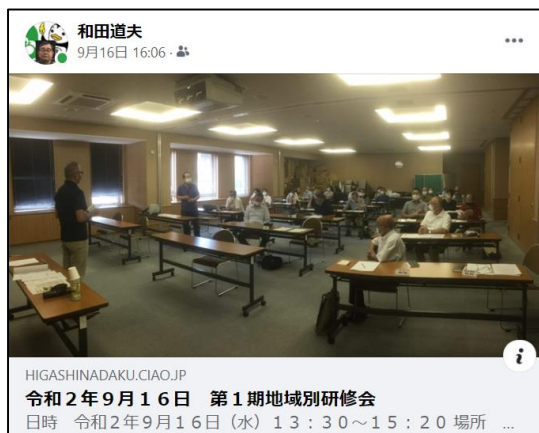 和田道夫
9月16日 16:06 ·
HIGASHINADAKU.CIAO.JP
令和２年９月１６日　第１期地域別研修会
日時　令和２年９月１６日（水）１３：３０～１５：２０ 場所　...